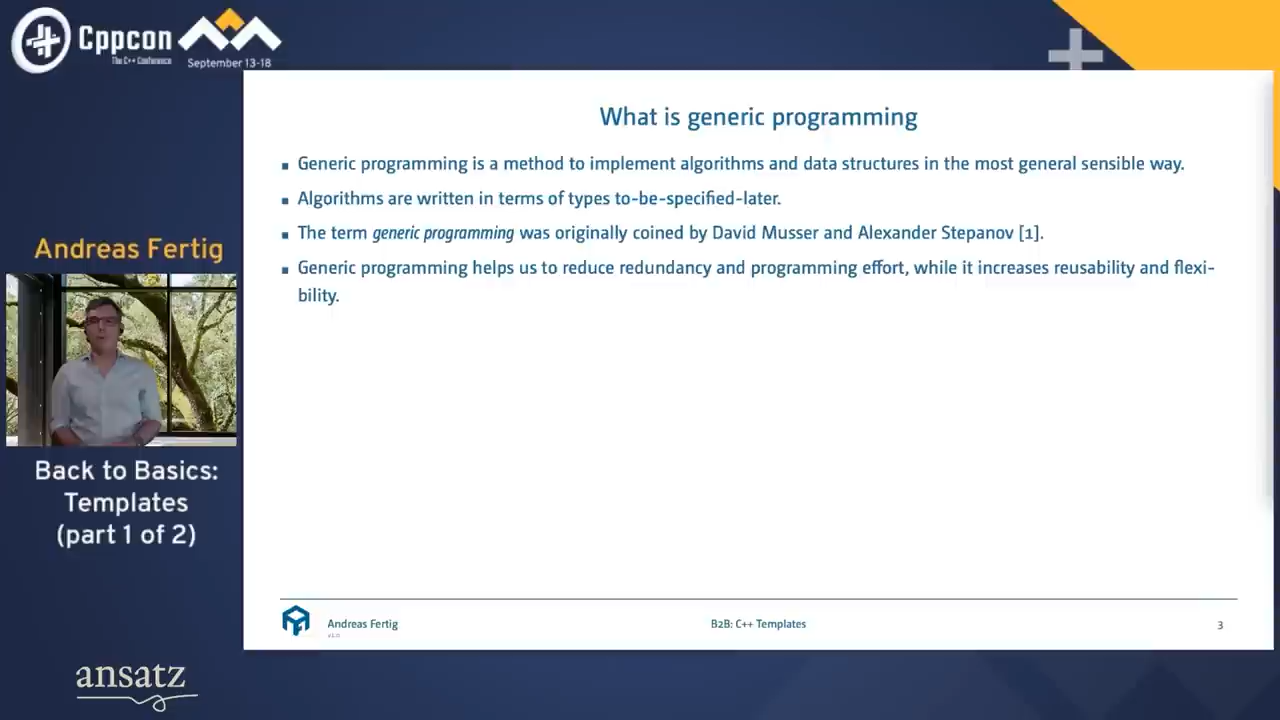 Cppcon
The C++ Conference
September 13-18
What is generic programming
Generic programming is a method to implement algorithms and data structures in the most general sensible way.
Algorithms are written in terms of types to-be-specified-later.
The term generic programming was originally coined by David Musser and Alexander Stepanov [1].
Generic programming helps us to reduce redundancy and programming effort, while it increases reusability and flexi-
bility.
Andreas Fertig
Back to Basics:
Templates
(part 1 of 2)
Andreas Fertig
B2B: C++ Templates
3
ansatz